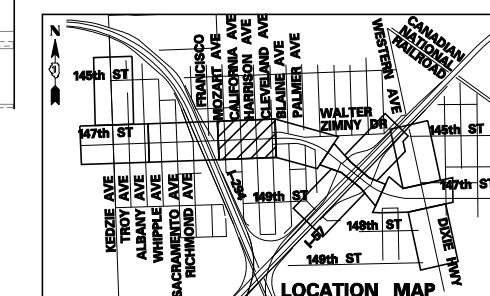 N
CANADIAN
NATIONAL
RAILROAD
WESTERN AVE
FRANCISCO
MOZART AVE
CALIFORNIA AVE
HARRISON AVE
CLEVELAND AVE
BLAINE AVE
PALMER AVE
145th ST
WALTER
ZIMNY DR
147th ST
145th ST
KEDZIE AVE
TROY AVE
ALBANY AVE
WHIPPLE AVE
SACRAMENTO AVE
RICHMOND AVE
I-294
149th ST
147th ST
I-57
149th ST
149th ST
DIXIE HWY
LOCATION MAP